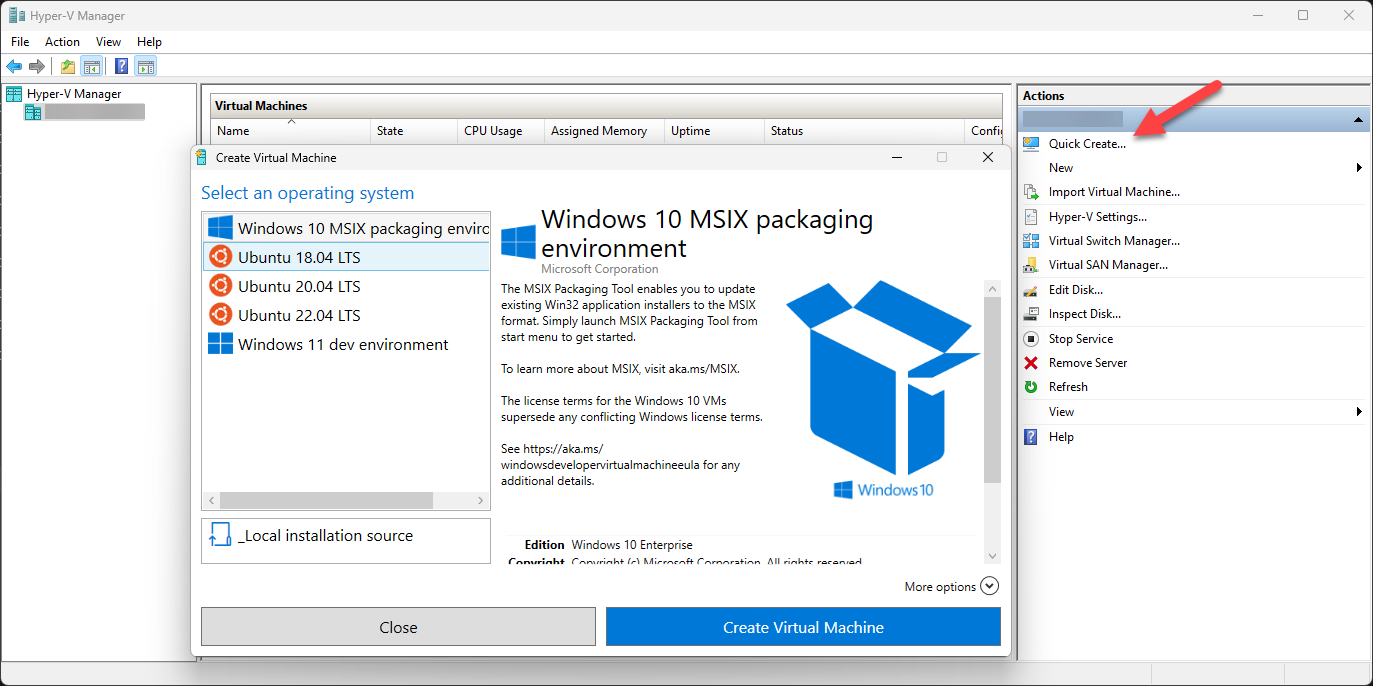 Hyper-V Manager
File Action View Help
Hyper-V Manager
Virtual Machines
Name State CPU Usage Assigned Memory Uptime Status Config
Create Virtual Machine
Select an operating system
Windows 10 MSIX packaging enviro
Ubuntu 18.04 LTS
Ubuntu 20.04 LTS
Ubuntu 22.04 LTS
Windows 11 dev environment
_Local installation source
Windows 10 MSIX packaging
environment
Microsoft Corporation
The MSIX Packaging Tool enables you to update
existing Win32 application installers to the MSIX
format. Simply launch MSIX Packaging Tool from
start menu to get started.
To learn more about MSIX, visit aka.ms/MSIX.
The license terms for the Windows 10 VMs
supersede any conflicting Windows license terms.
See https://aka.ms/
windowsdevelopervirtualmachineeula for any
additional details.
Windows10
Edition Windows 10 Enterprise
Copyright Copyright (c) Microsoft Corporation. All rights reserved.
More options
Close
Create Virtual Machine
Actions
Quick Create...
New
Import Virtual Machine...
Hyper-V Settings...
Virtual Switch Manager...
Virtual SAN Manager...
Edit Disk...
Inspect Disk...
Stop Service
Remove Server
Refresh
View
Help